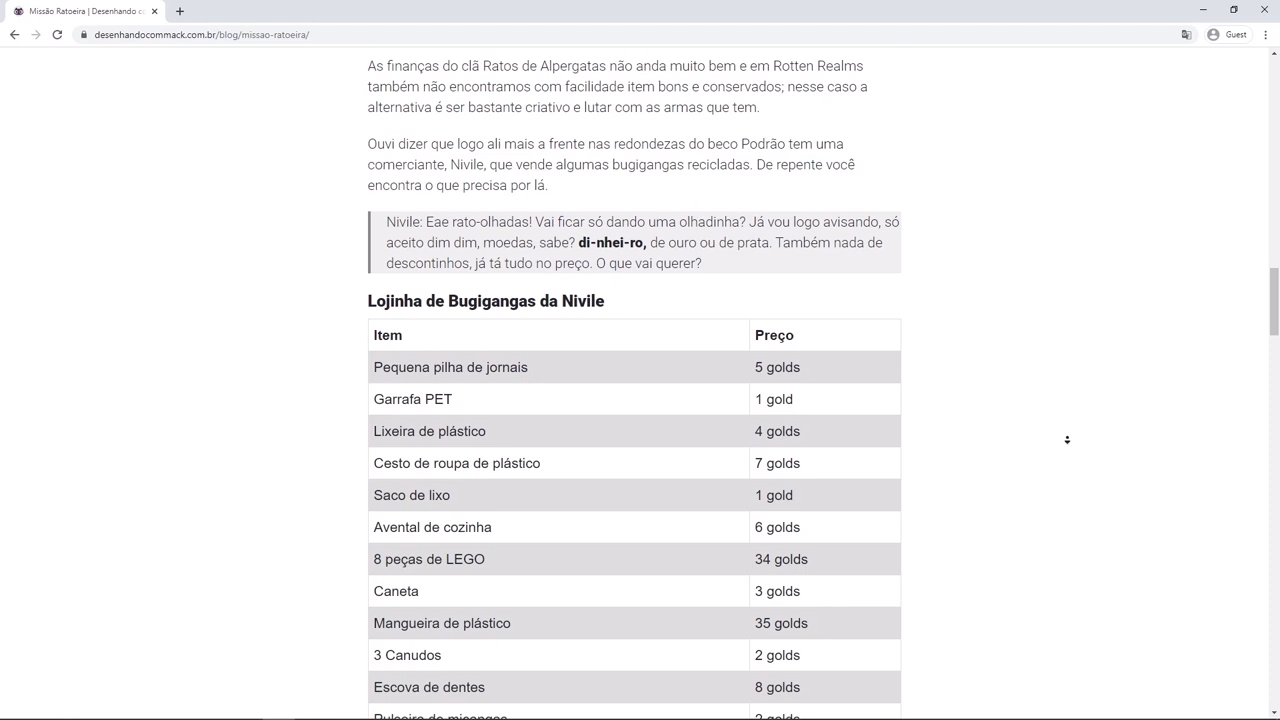 Missão Ratoeira | Desenhando co
desenhandocommack.com.br/blog/missao-ratoeira/
Guest
As finanças do clã Ratos de Alpergatas não anda muito bem e em Rotten Realms
também não encontramos com facilidade item bons e conservados; nesse caso a
alternativa é ser bastante criativo e lutar com as armas que tem.
Ouvi dizer que logo ali mais a frente nas redondezas do beco Podrão tem uma
comerciante, Nivile, que vende algumas bugigangas recicladas. De repente você
encontra o que precisa por lá.
Nivile: Eae rato-olhadas! Vai ficar só dando uma olhadinha? Já vou logo avisando, só
aceito dim dim, moedas, sabe? di-nhei-ro, de ouro ou de prata. Também nada de
descontinhos, já tá tudo no preço. O que vai querer?
Lojinha de Bugigangas da Nivile
Item Preço
Pequena pilha de jornais 5 golds
Garrafa PET 1 gold
Lixeira de plástico 4 golds
Cesto de roupa de plástico 7 golds
Saco de lixo 1 gold
Avental de cozinha 6 golds
8 peças de LEGO 34 golds
Caneta 3 golds
Mangueira de plástico 35 golds
3 Canudos 2 golds
Escova de dentes 8 golds